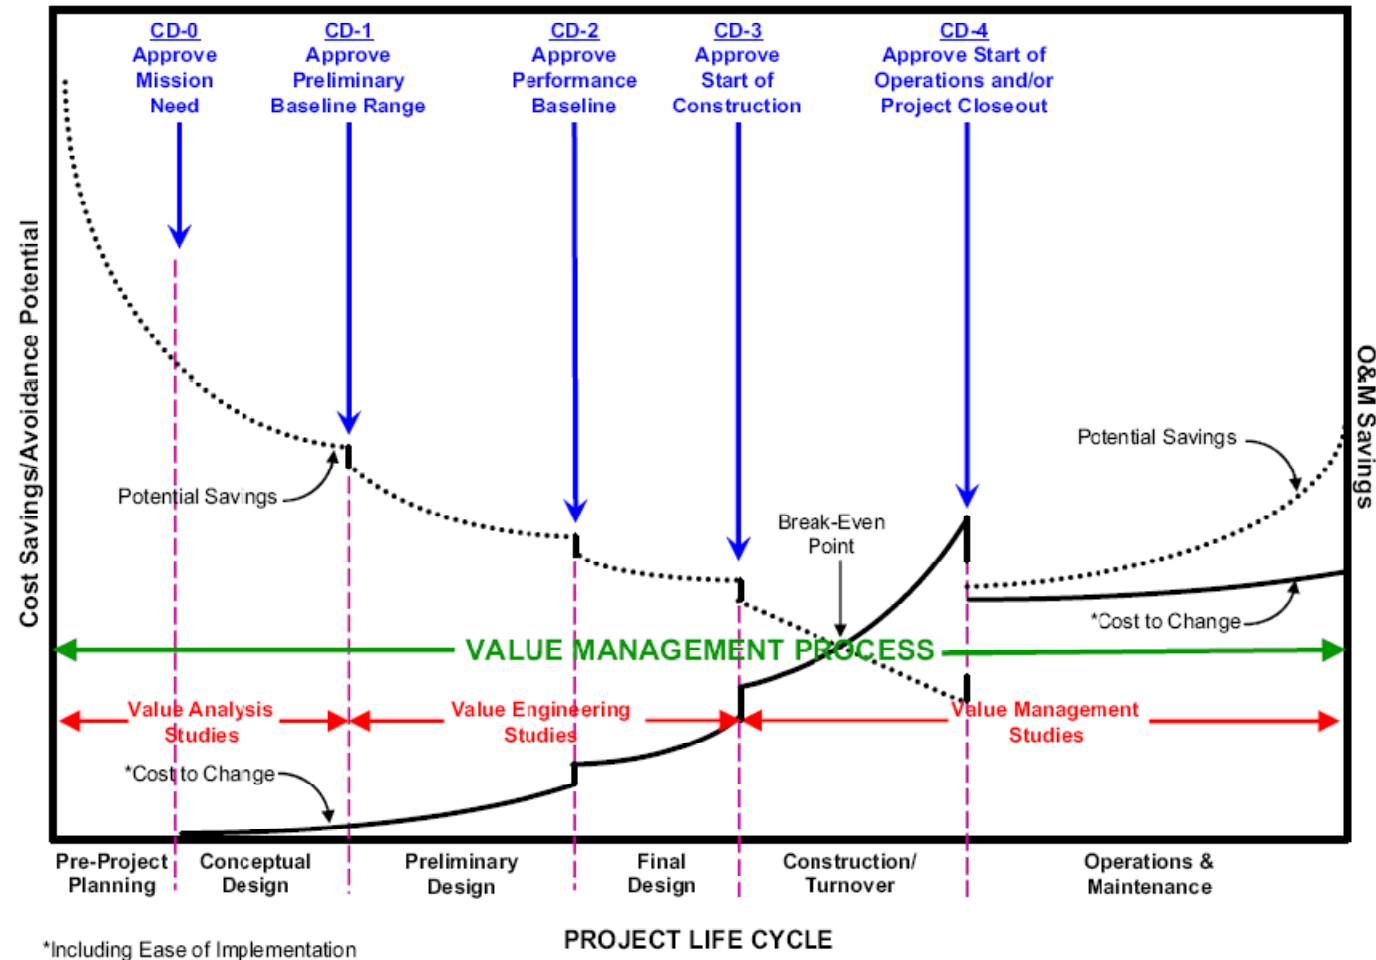 CD-0
Approve
Mission
Need
CD-1
Approve
Preliminary
Baseline Range
CD-2
Approve
Performance
Baseline
CD-3
Approve
Start of
Construction
CD-4
Approve Start of
Operations and/or
Project Closeout
Cost Savings/Avoidance Potential
O&M Savings
Potential Savings
Potential Savings
Break-Even
Point
*Cost to Change
VALUE MANAGEMENT PROCESS
Value Analysis
Studies
Value Engineering
Studies
Value Management
Studies
*Cost to Change
Pre-Project
Planning
Conceptual
Design
Preliminary
Design
Final
Design
Construction/
Turnover
Operations &
Maintenance
PROJECT LIFE CYCLE
*Including Ease of Implementation